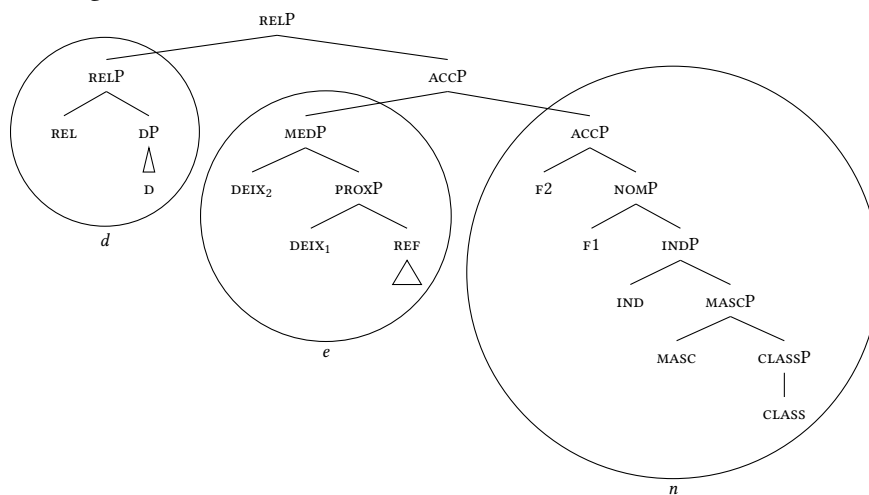 RELP
RELP ACCP
REL DP MEDP ACCP
D DEIX₂ PROXP F2 NOMP
d DEIX₁ REF F1 INDP
IND MASCP
e MASC CLASSP
CLASS
n